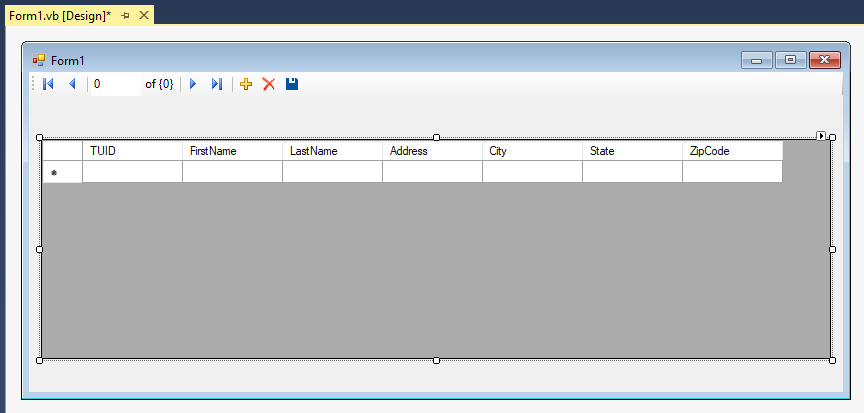 Form1.vb [Design]*
Form1
0 of {0}
TUID FirstName LastName Address City State ZipCode